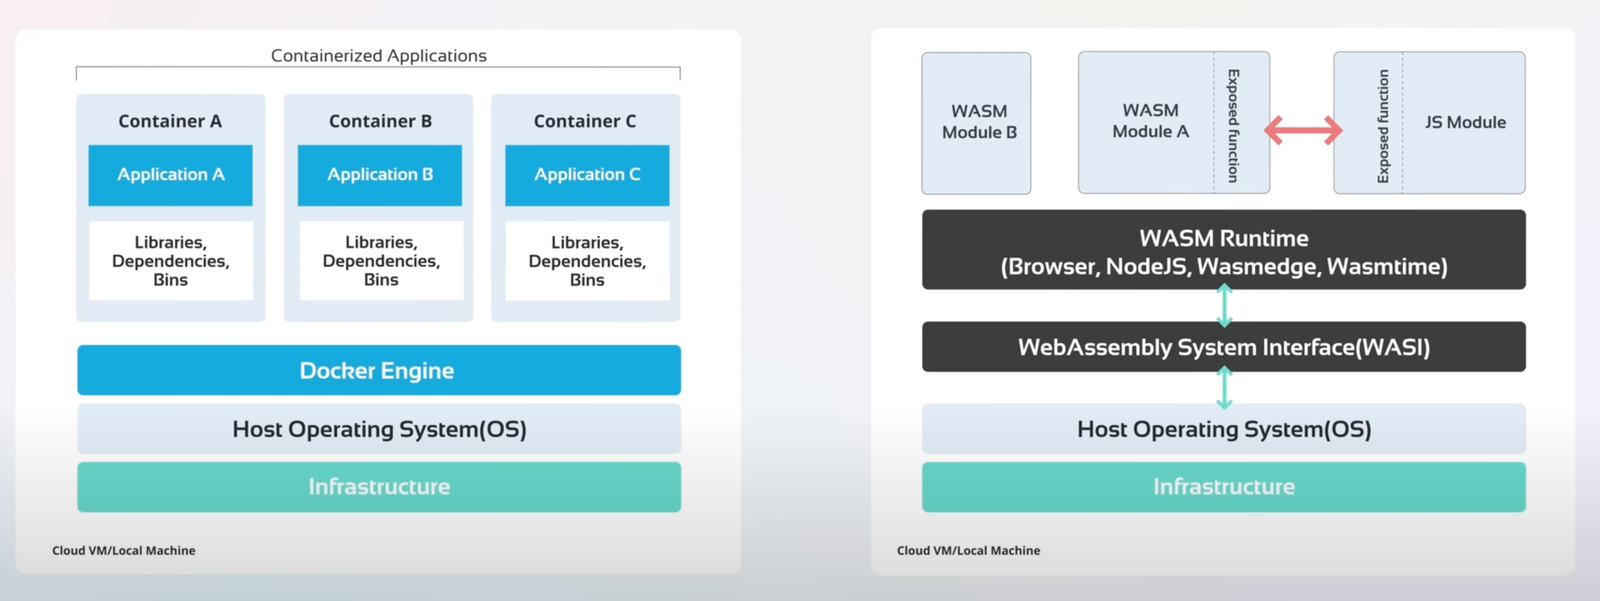 Containerized Applications
Container A
Application A
Libraries,
Dependencies,
Bins
Container B
Application B
Libraries,
Dependencies,
Bins
Container C
Application C
Libraries,
Dependencies,
Bins
Docker Engine
Host Operating System(OS)
Infrastructure
Cloud VM/Local Machine
WASM
Module B
WASM
Module A
Exposed function
Exposed function
JS Module
WASM Runtime
(Browser, NodeJS, Wasmedge, Wasmtime)
WebAssembly System Interface(WASI)
Host Operating System(OS)
Infrastructure
Cloud VM/Local Machine